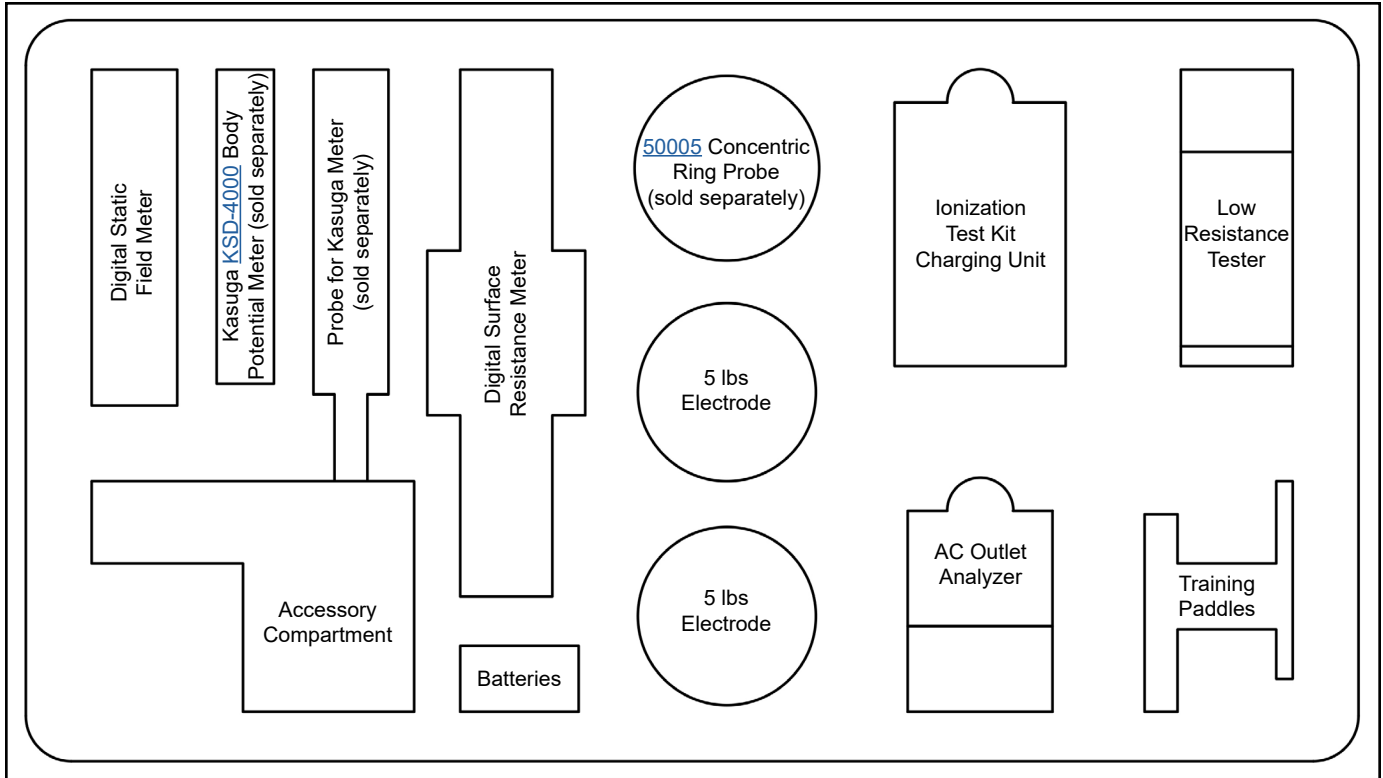 Digital Static
Field Meter
Kasuga KSD-4000 Body
Potential Meter (sold separately)
Probe for Kasuga Meter
(sold separately)
Digital Surface
Resistance Meter
50005 Concentric
Ring Probe
(sold separately)
Ionization
Test Kit
Charging Unit
Low
Resistance
Tester
5 lbs
Electrode
Accessory
Compartment
Batteries
5 lbs
Electrode
AC Outlet
Analyzer
Training
Paddles